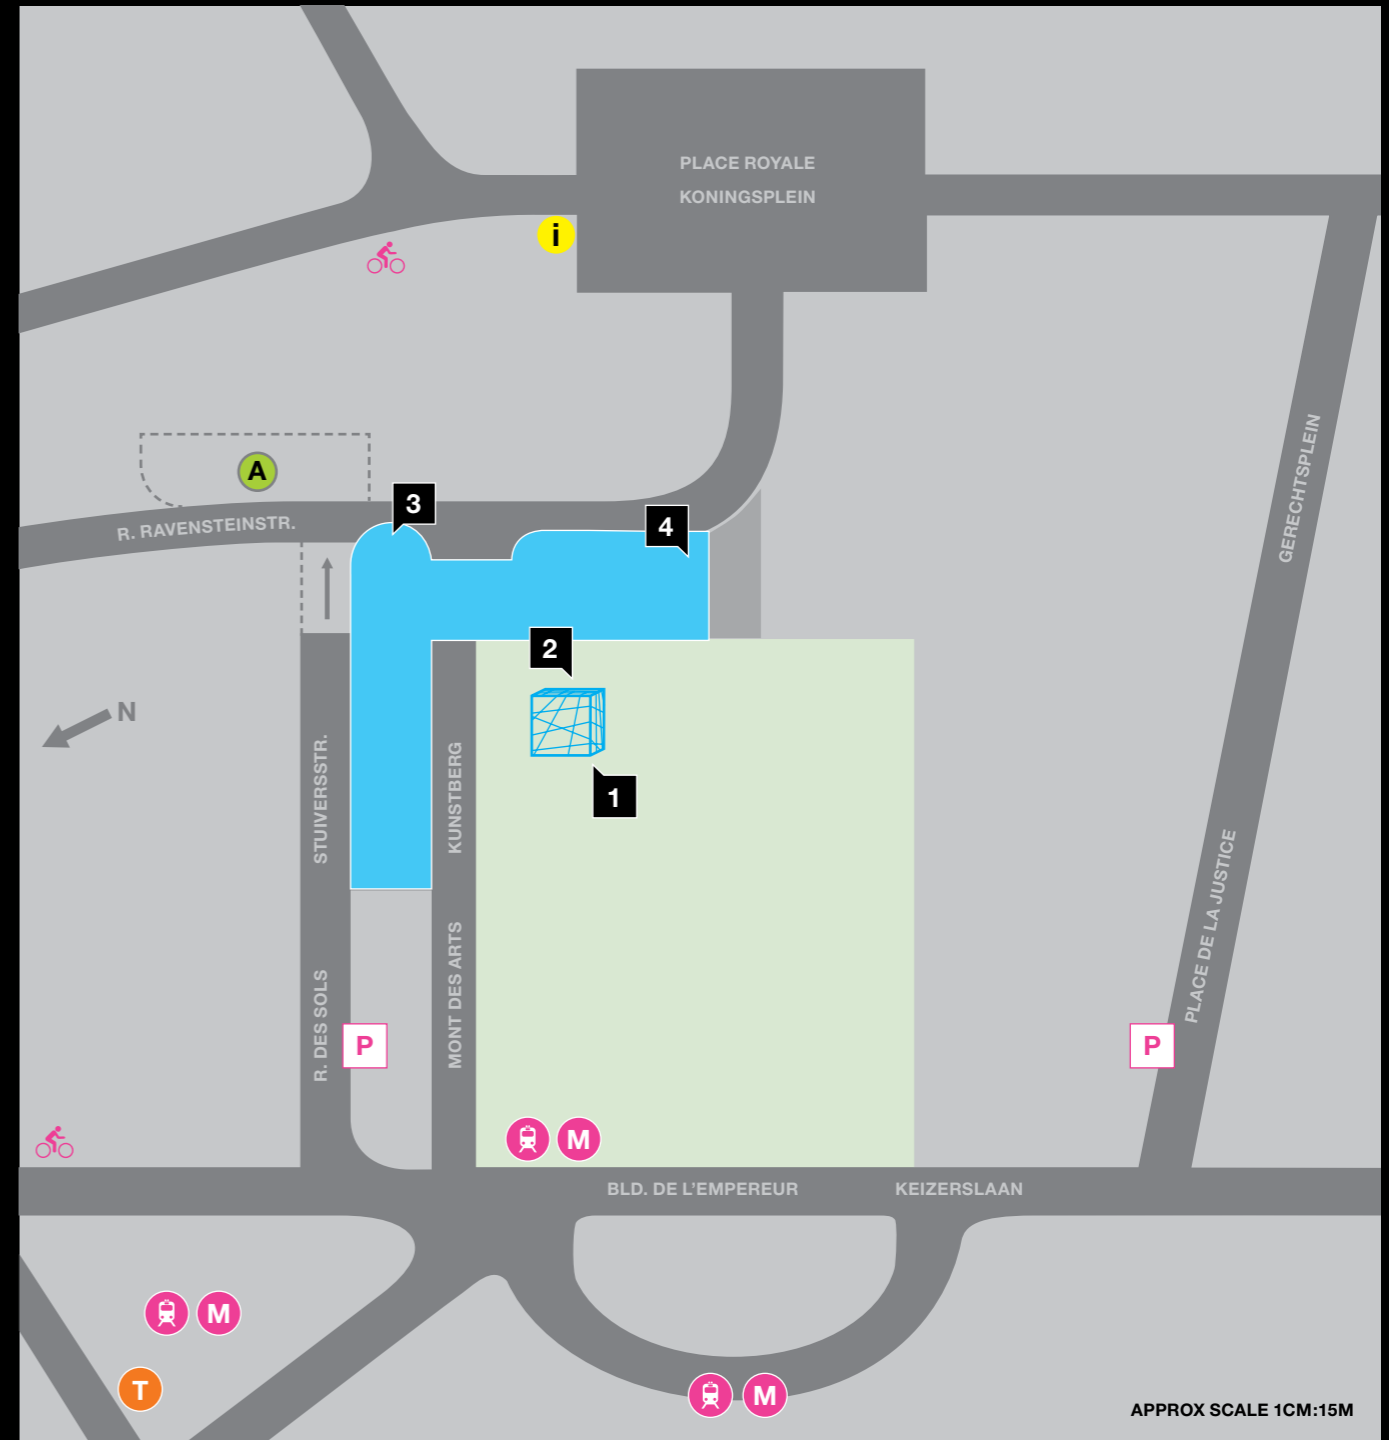 PLACE ROYALE
KONINGSPLEIN
i
A
R. RAVENSTEINSTR.
3
4
GERECHTSPLEIN
2
N
STUIVERSSTR.
KUNSTBERG
1
PLACE DE LA JUSTICE
R. DES SOLS
MONT DES ARTS
P
P
M
BLD. DE L'EMPEREUR
KEIZERSLAAN
M
T
M
APPROX SCALE 1CM:15M